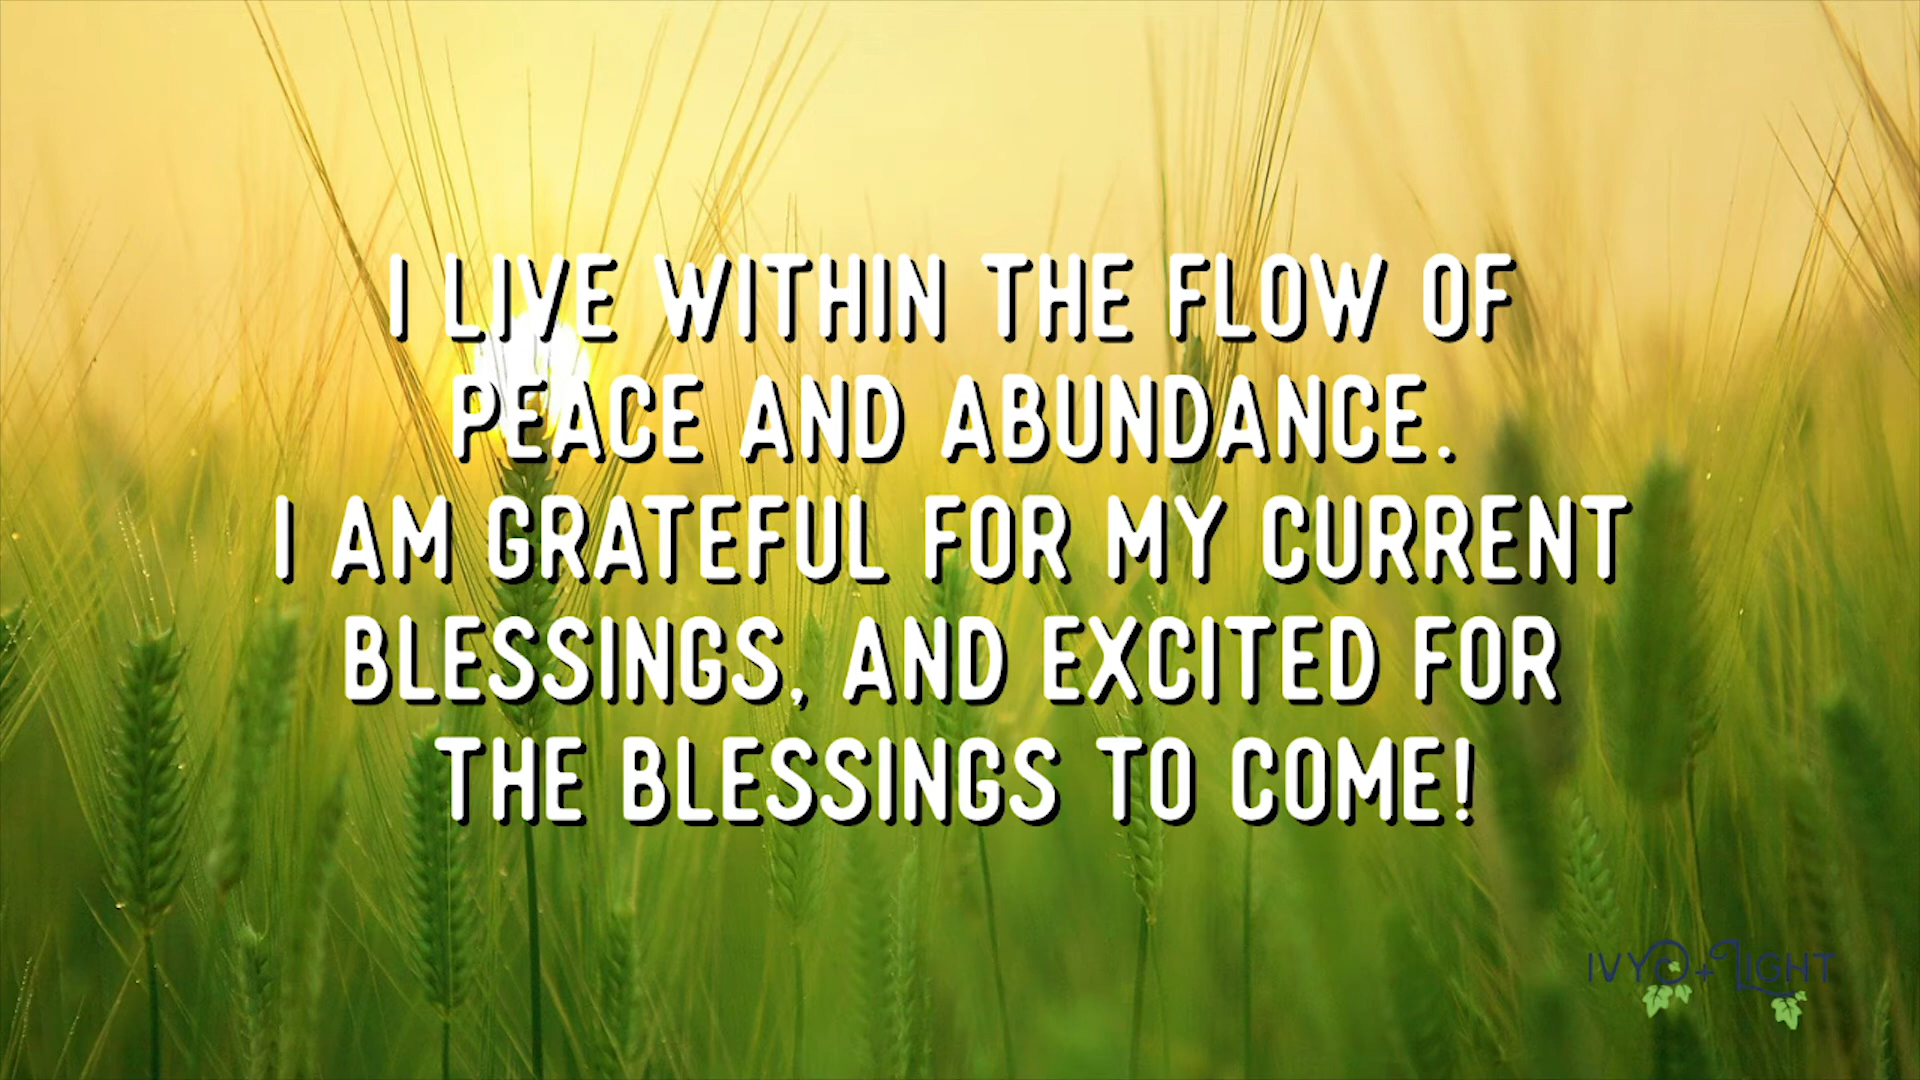 I LIVE WITHIN THE FLOW OF
PEACE AND ABUNDANCE.
I AM GRATEFUL FOR MY CURRENT
BLESSINGS, AND EXCITED FOR
THE BLESSINGS TO COME!
IVY + LIGHT